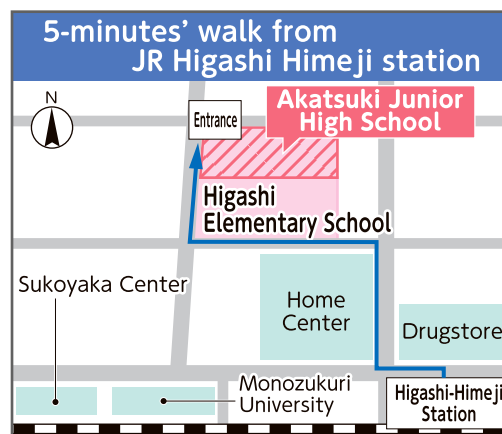 5-minutes' walk from
JR Higashi Himeji station
N
Entrance
Akatsuki Junior
High School
Higashi
Elementary School
Sukoyaka Center
Home
Center
Drugstore
Monozukuri
University
Higashi-Himeji
Station